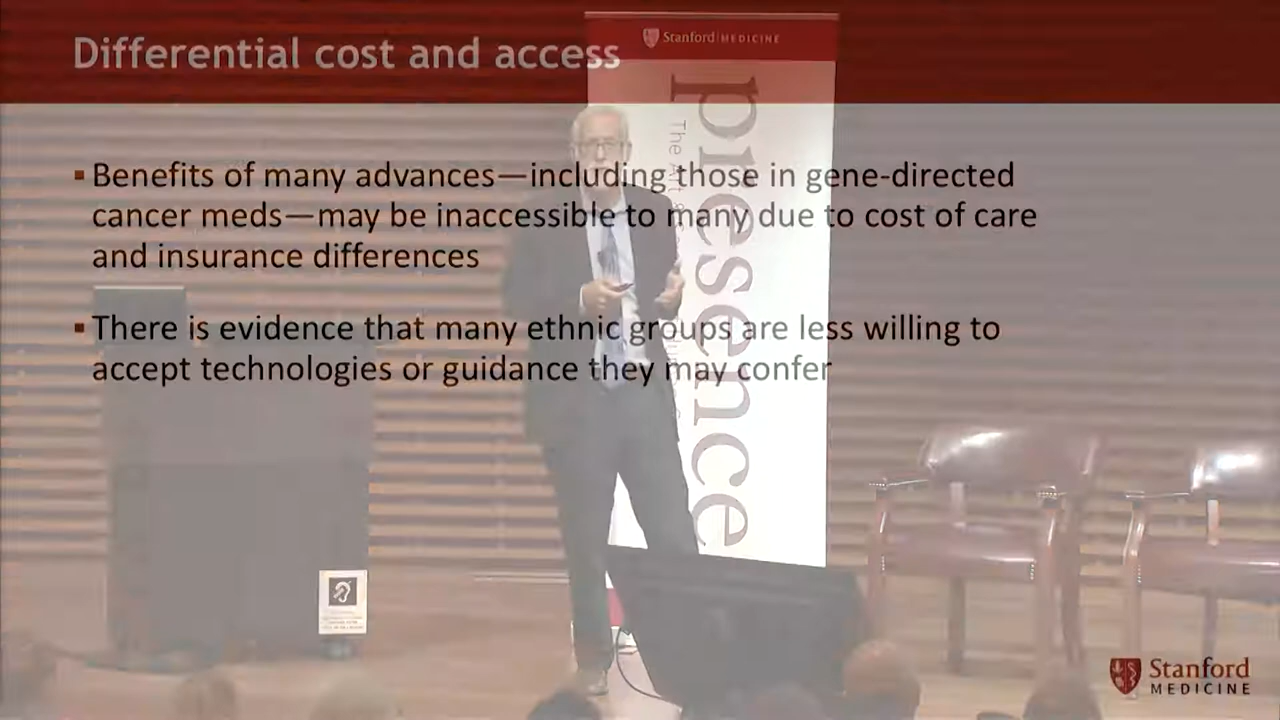 Differential cost and access
Stanford MEDICINE
presence
The Art &
▪ Benefits of many advances—including those in gene-directed
cancer meds—may be inaccessible to many due to cost of care
and insurance differences
▪ There is evidence that many ethnic groups are less willing to
accept technologies or guidance they may confer
Stanford
MEDICINE